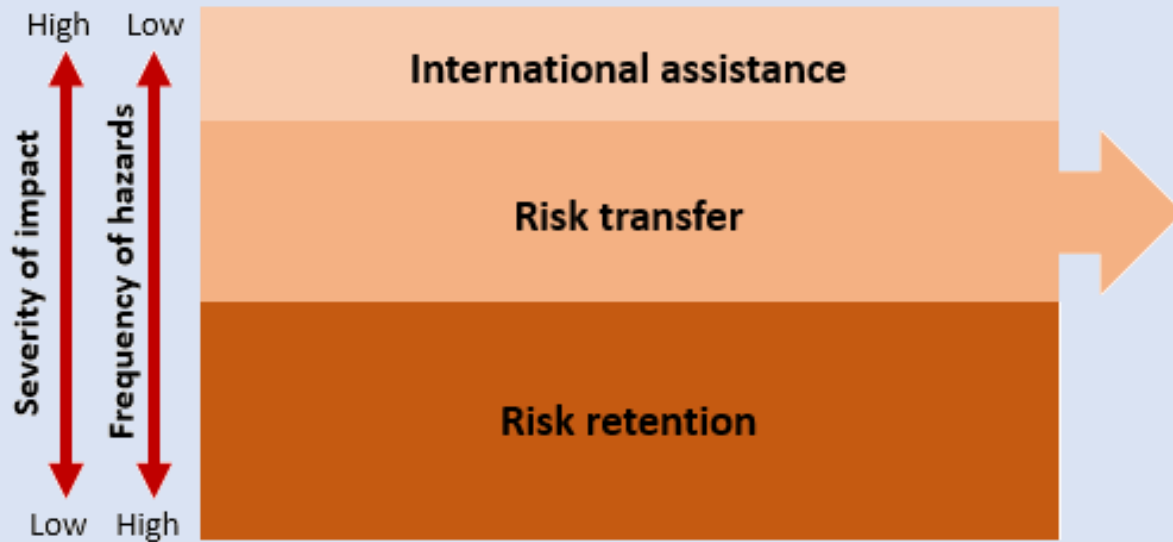 High Low
International assistance
Severity of impact
Frequency of hazards
Risk transfer
Risk retention
Low High